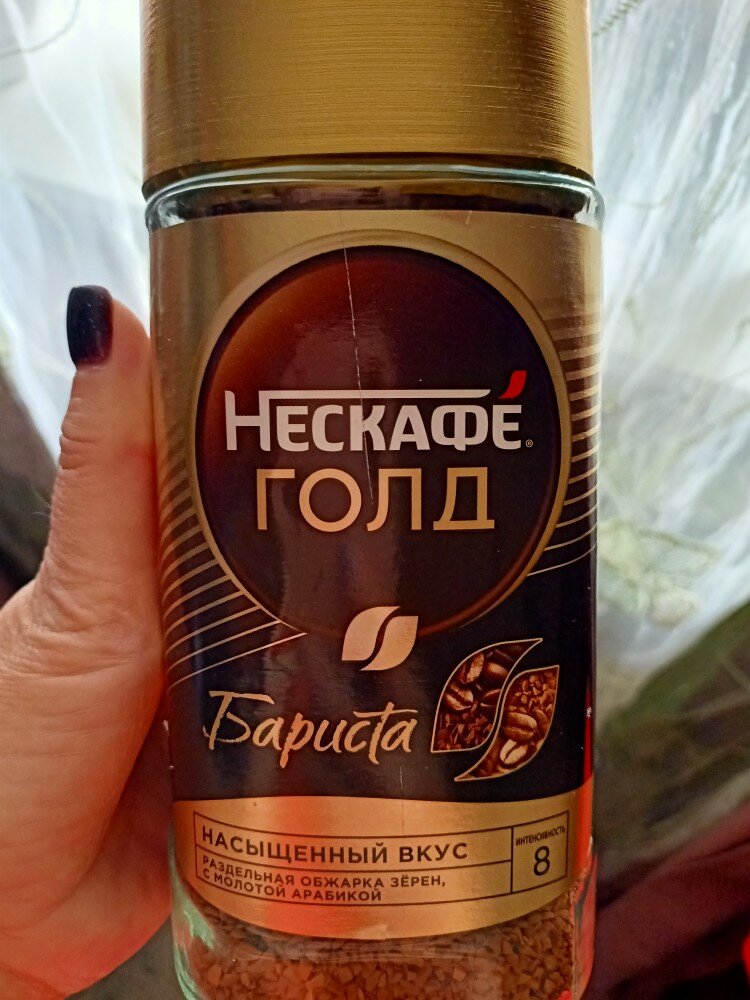 НЕСКАФЕ®
ГОЛД
Бариста
НАСЫЩЕННЫЙ ВКУС
РАЗДЕЛЬНАЯ ОБЖАРКА ЗЁРЕН,
С МОЛОТОЙ АРАБИКОЙ
ИНТЕНСИВНОСТЬ
8